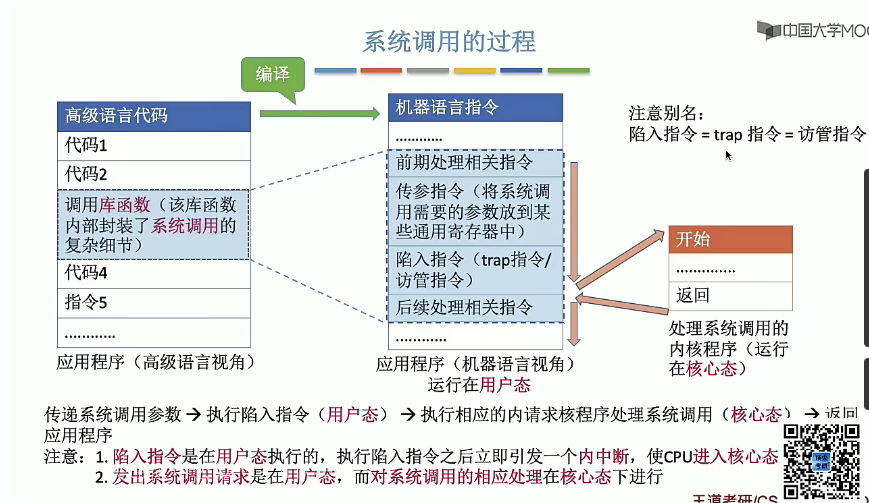 中国大学MOO
系统调用的过程
编译
高级语言代码
代码1
代码2
调用库函数（该库函数
内部封装了系统调用的
复杂细节）
代码4
指令5
…………
应用程序（高级语言视角）
机器语言指令
…………
前期处理相关指令
传参指令（将系统调
用需要的参数放到某
些通用寄存器中）
陷入指令（trap指令/
访管指令）
后续处理相关指令
…………
应用程序（机器语言视角）
运行在用户态
注意别名：
陷入指令 = trap 指令 = 访管指令
开始
…………..
返回
处理系统调用的
内核程序（运行
在核心态）
传递系统调用参数 → 执行陷入指令（用户态） → 执行相应的内请求核程序处理系统调用（核心态） → 返回
应用程序
注意：1. 陷入指令是在用户态执行的，执行陷入指令之后立即引发一个内中断，使CPU进入核心态
2. 发出系统调用请求是在用户态，而对系统调用的相应处理在核心态下进行
王道考研/CS